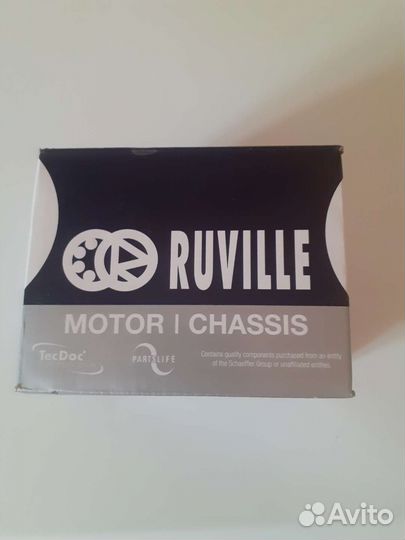 RUVILLE
MOTOR | CHASSIS
TecDoc
PARTSLIFE
Contains quality components purchased from an entity
of the Schaeffler Group or unaffiliated entities.
Avito